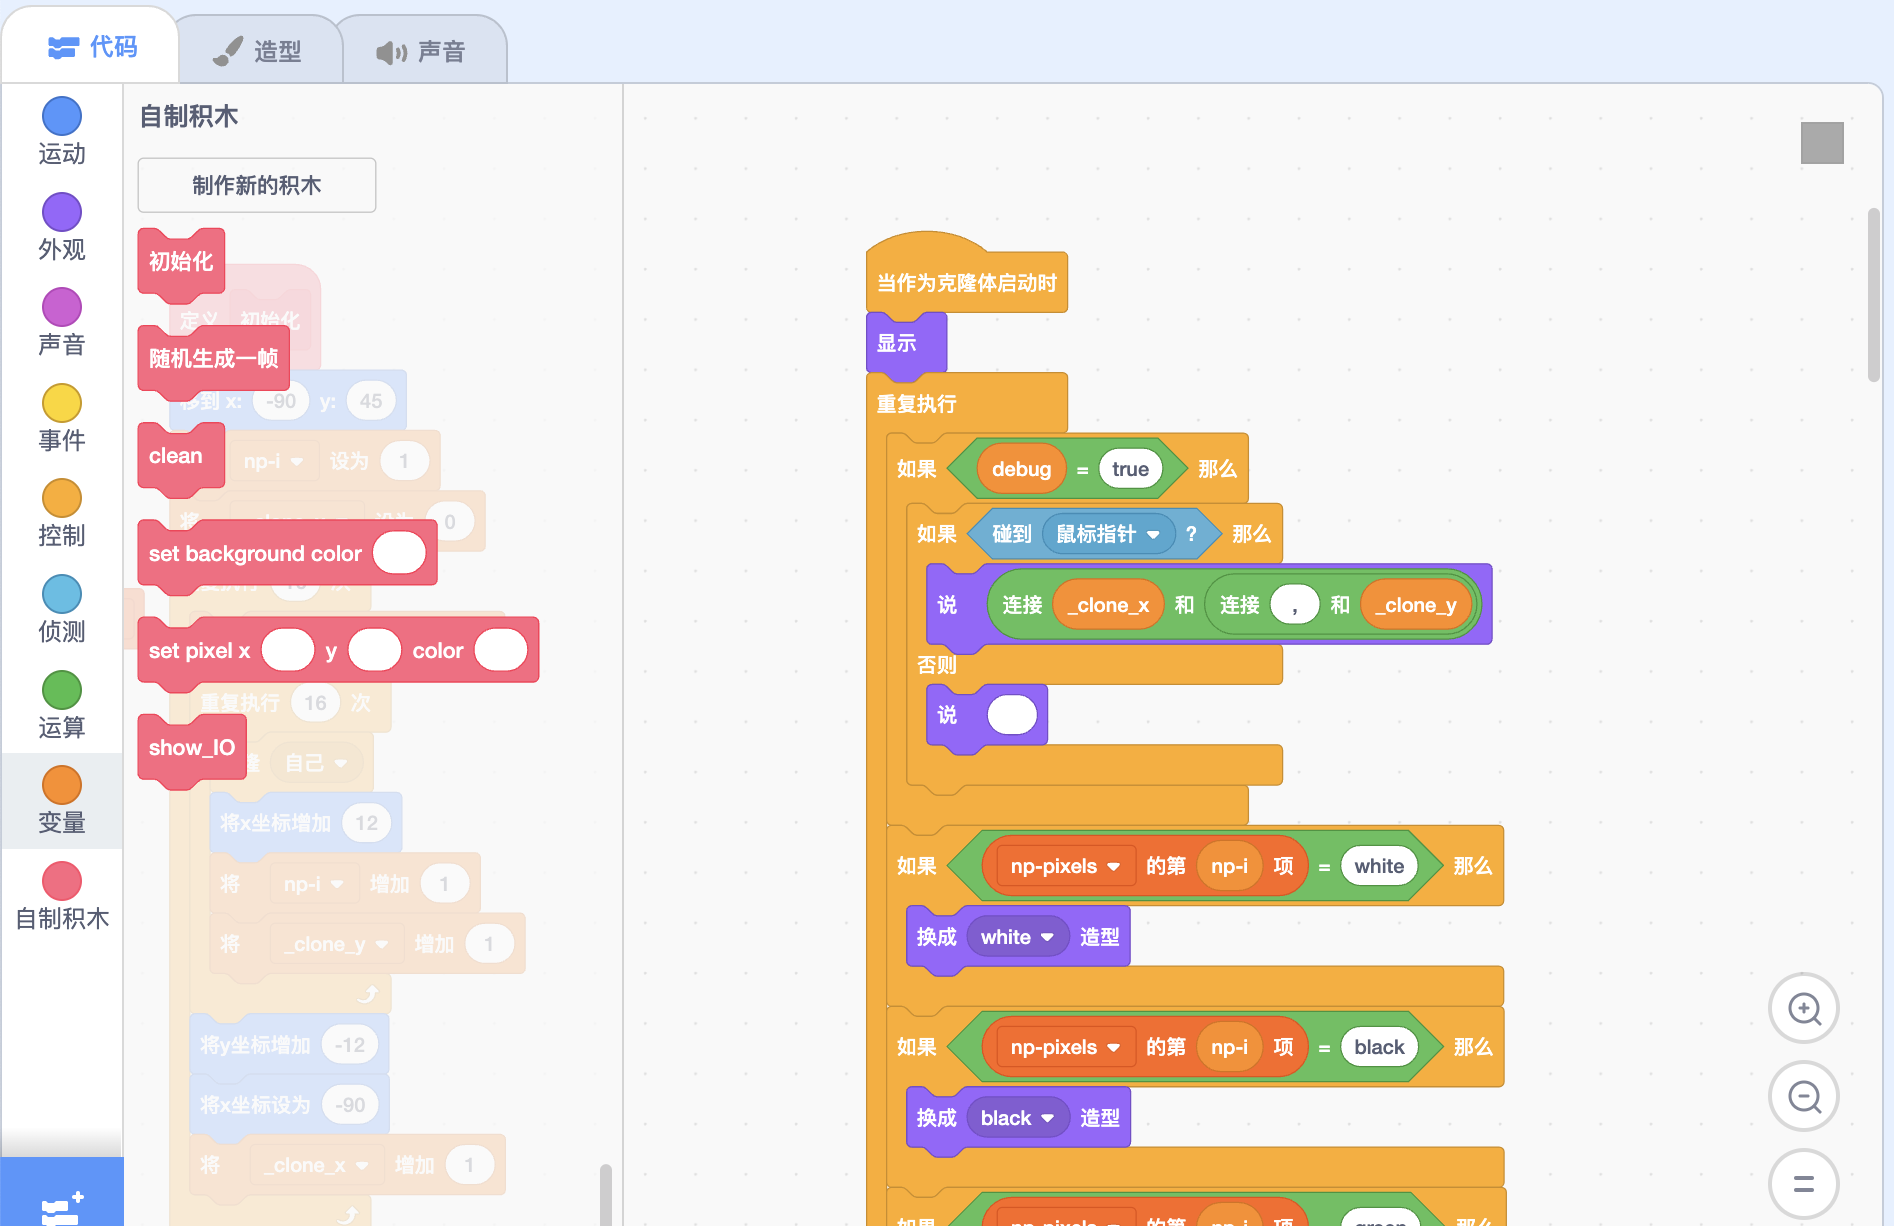 代码
造型
声音
运动
外观
声音
事件
控制
侦测
运算
变量
自制积木
自制积木
制作新的积木
初始化
定义 初始化
随机生成一帧
移到 x: -90 y: 45
clean
np-i 设为 1
将 设为 0
set background color
次
set pixel x y color
重复执行 16 次
show_IO
自己
将x坐标增加 12
将 np-i 增加 1
将 _clone_y 增加 1
将y坐标增加 -12
将x坐标设为 -90
将 _clone_x 增加 1
当作为克隆体启动时
显示
重复执行
如果 debug = true 那么
如果 碰到 鼠标指针 ? 那么
说 连接 _clone_x 和 连接 , 和 _clone_y
否则
说
如果 np-pixels 的第 np-i 项 = white 那么
换成 white 造型
如果 np-pixels 的第 np-i 项 = black 那么
换成 black 造型
如果 np-pixels 的第 np-i 项 = green 那么